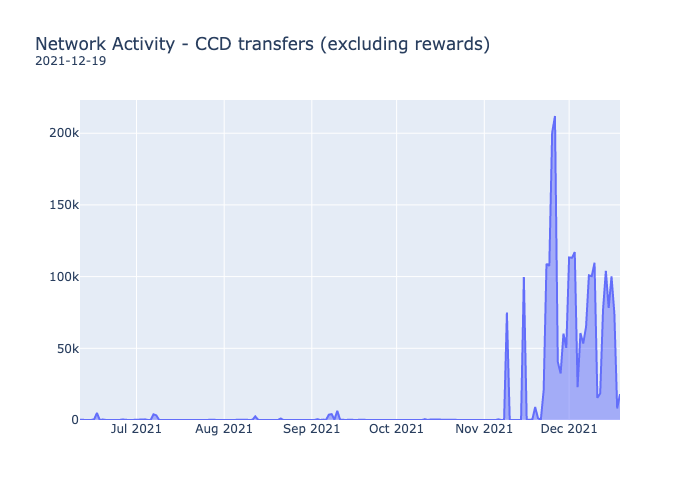 Network Activity - CCD transfers (excluding rewards)
2021-12-19
200k
150k
100k
50k
0
Jul 2021 Aug 2021 Sep 2021 Oct 2021 Nov 2021 Dec 2021